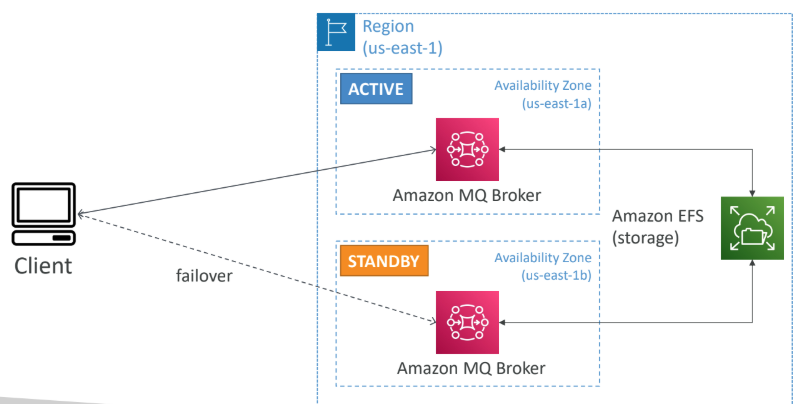 Region
(us-east-1)
ACTIVE
Availability Zone
(us-east-1a)
Amazon MQ Broker
Client
failover
Amazon EFS
(storage)
STANDBY
Availability Zone
(us-east-1b)
Amazon MQ Broker